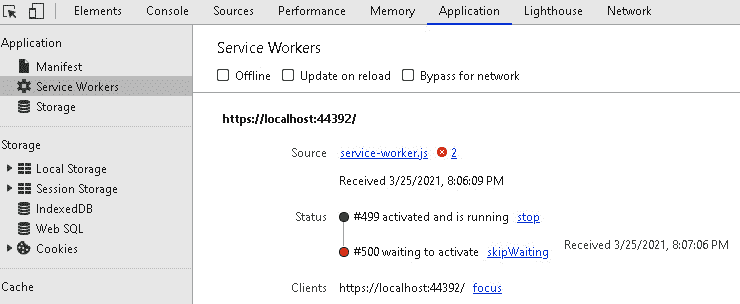 Elements Console Sources Performance Memory Application Lighthouse Network
Application
Manifest
Service Workers
Storage
Storage
Local Storage
Session Storage
IndexedDB
Web SQL
Cookies
Cache
Service Workers
Offline Update on reload Bypass for network
https://localhost:44392/
Source service-worker.js 2
Received 3/25/2021, 8:06:09 PM
Status #499 activated and is running stop
#500 waiting to activate skipWaiting Received 3/25/2021, 8:07:06 PM
Clients https://localhost:44392/ focus